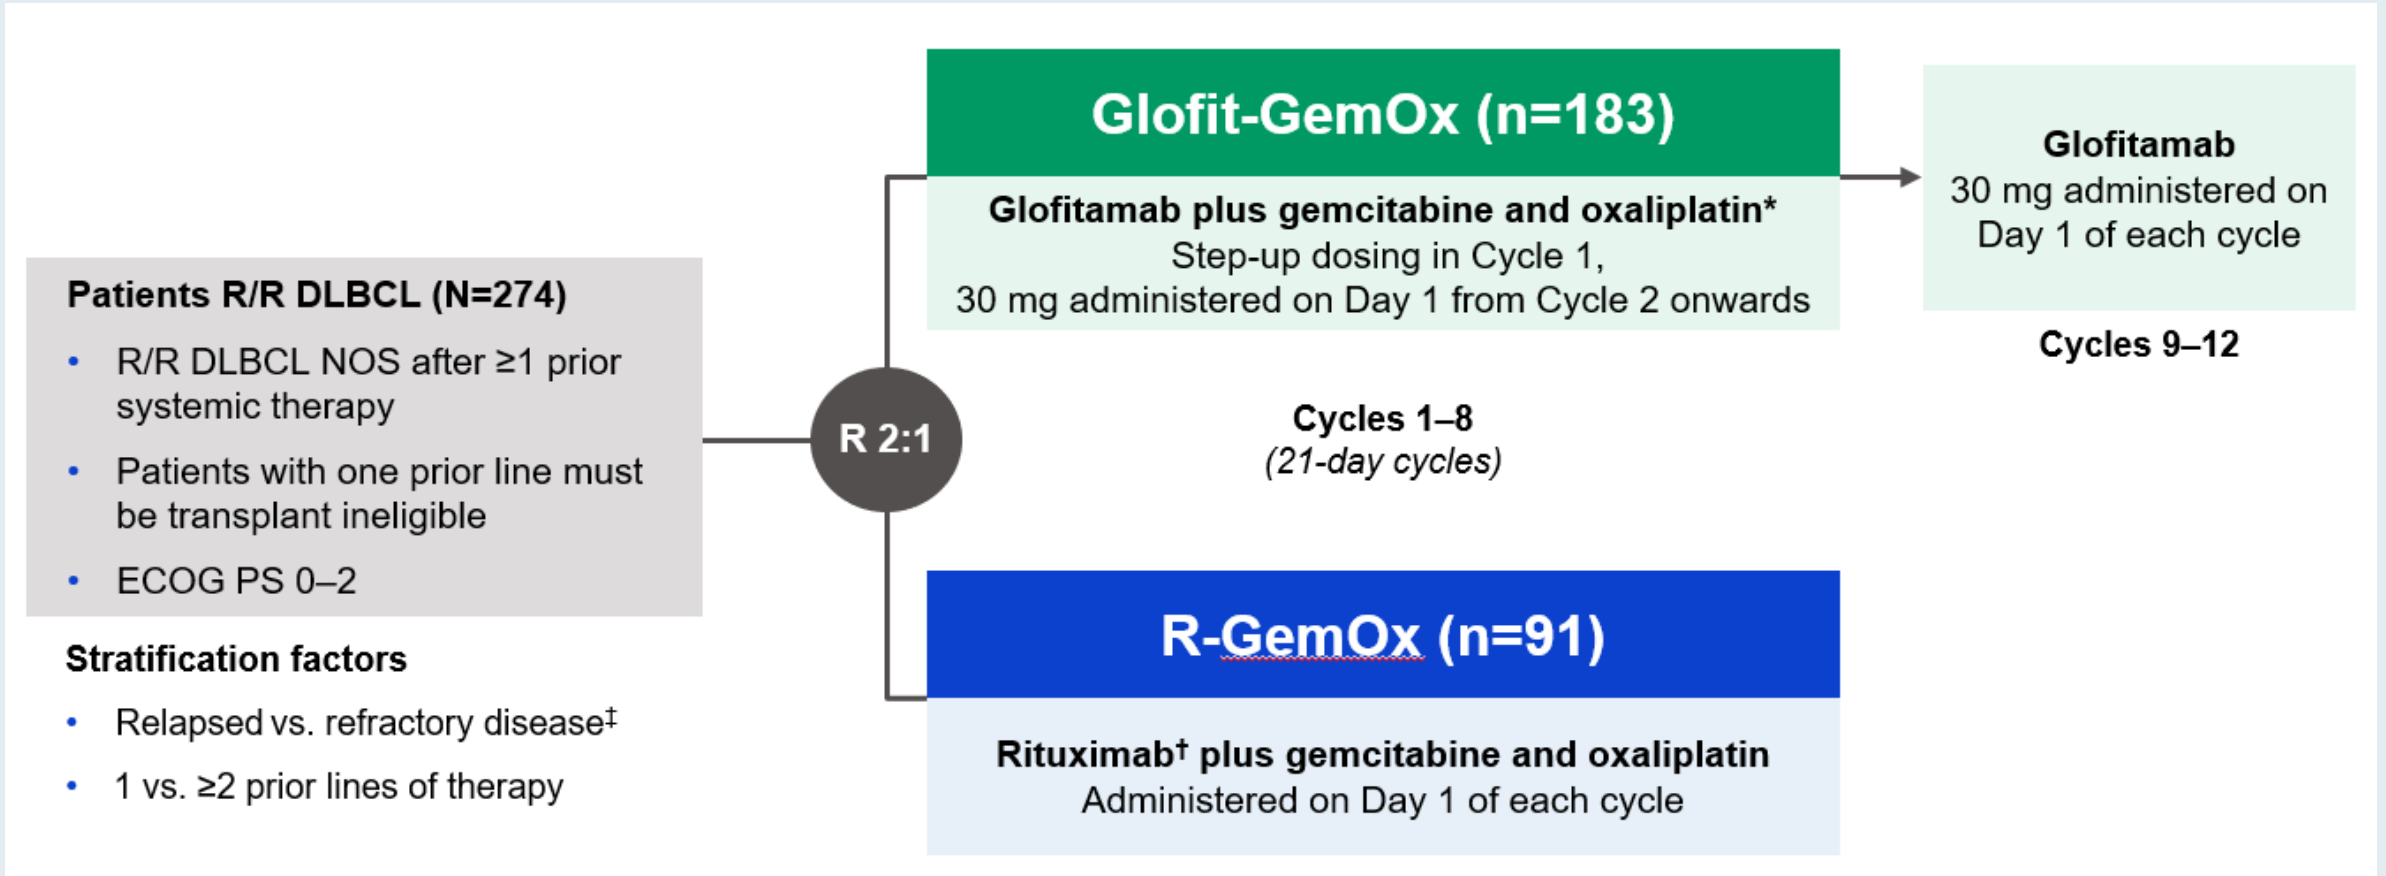 Patients R/R DLBCL (N=274)
• R/R DLBCL NOS after ≥1 prior
systemic therapy
• Patients with one prior line must
be transplant ineligible
• ECOG PS 0–2
Stratification factors
• Relapsed vs. refractory disease‡
• 1 vs. ≥2 prior lines of therapy
R 2:1
Glofit-GemOx (n=183)
Glofitamab plus gemcitabine and oxaliplatin*
Step-up dosing in Cycle 1,
30 mg administered on Day 1 from Cycle 2 onwards
Cycles 1–8
(21-day cycles)
R-GemOx (n=91)
Rituximab† plus gemcitabine and oxaliplatin
Administered on Day 1 of each cycle
Glofitamab
30 mg administered on
Day 1 of each cycle
Cycles 9–12